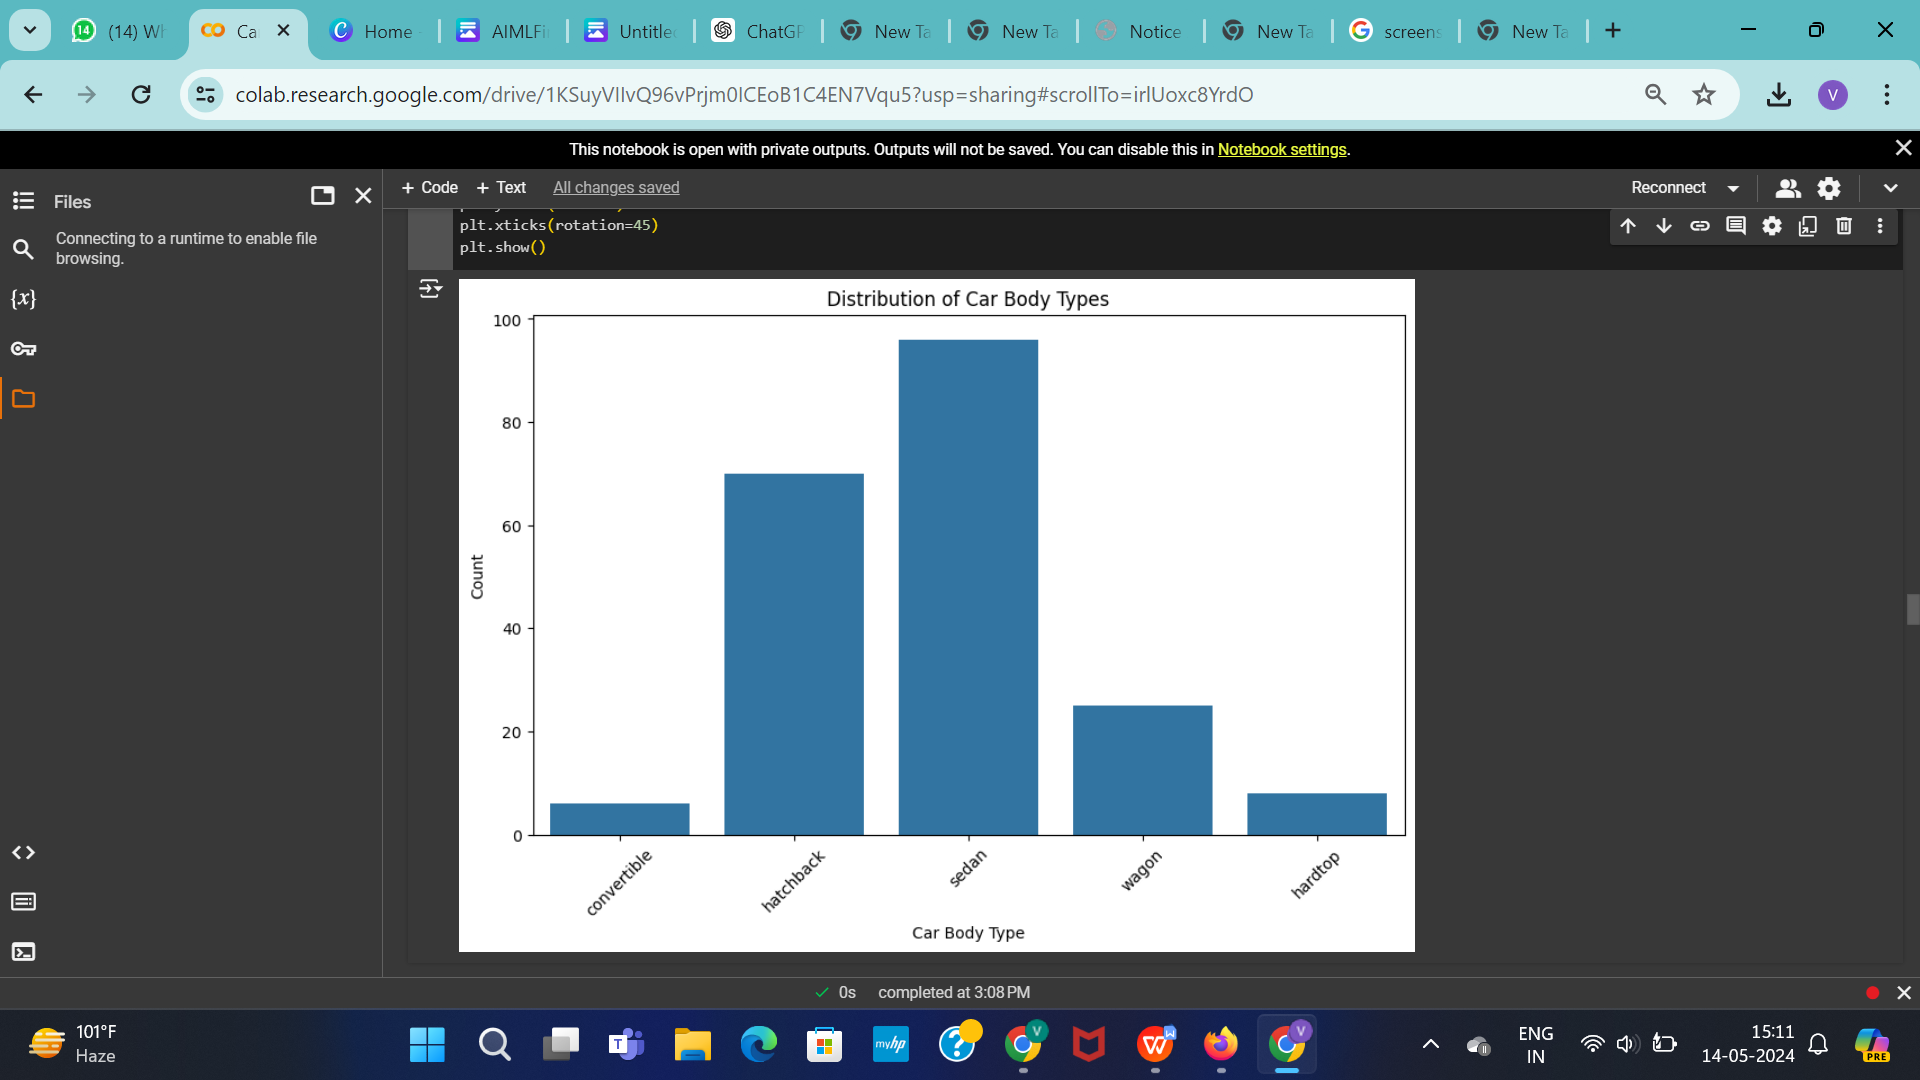 (14) Wh
Ca
Home
AIMLFi
Untitle
ChatGP
New Ta
New Ta
Notice
New Ta
screens
New Ta
colab.research.google.com/drive/1KSuyVIIvQ96vPrjm0ICEoB1C4EN7Vqu5?usp=sharing#scrollTo=irlUoxc8YrdO
V
This notebook is open with private outputs. Outputs will not be saved. You can disable this in Notebook settings.
Files
+ Code + Text All changes saved
Reconnect
Connecting to a runtime to enable file
browsing.
{x}
plt.xticks(rotation=45)
plt.show()
Distribution of Car Body Types
100
80
60
40
20
0
Count
convertible
hatchback
sedan
wagon
hardtop
Car Body Type
0s completed at 3:08 PM
101°F
Haze
myhp
ENG
IN
15:11
14-05-2024
PRE